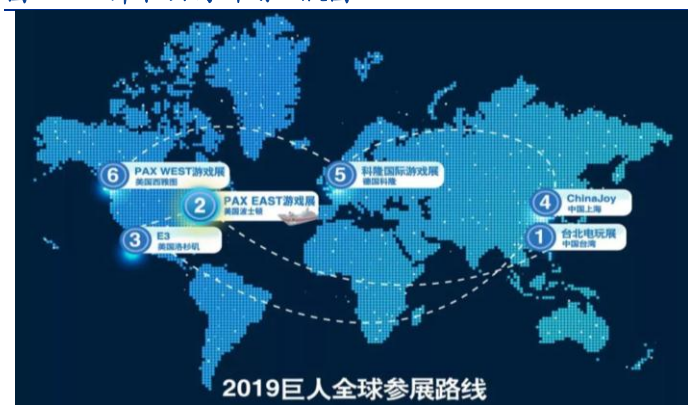 6
PAX WEST游戏展
美国西雅图
5
科隆国际游戏展
德国科隆
2
PAX EAST游戏展
美国波士顿
4
ChinaJoy
中国上海
3
E3
美国洛杉矶
1
台北电玩展
中国台湾
2019巨人全球参展路线